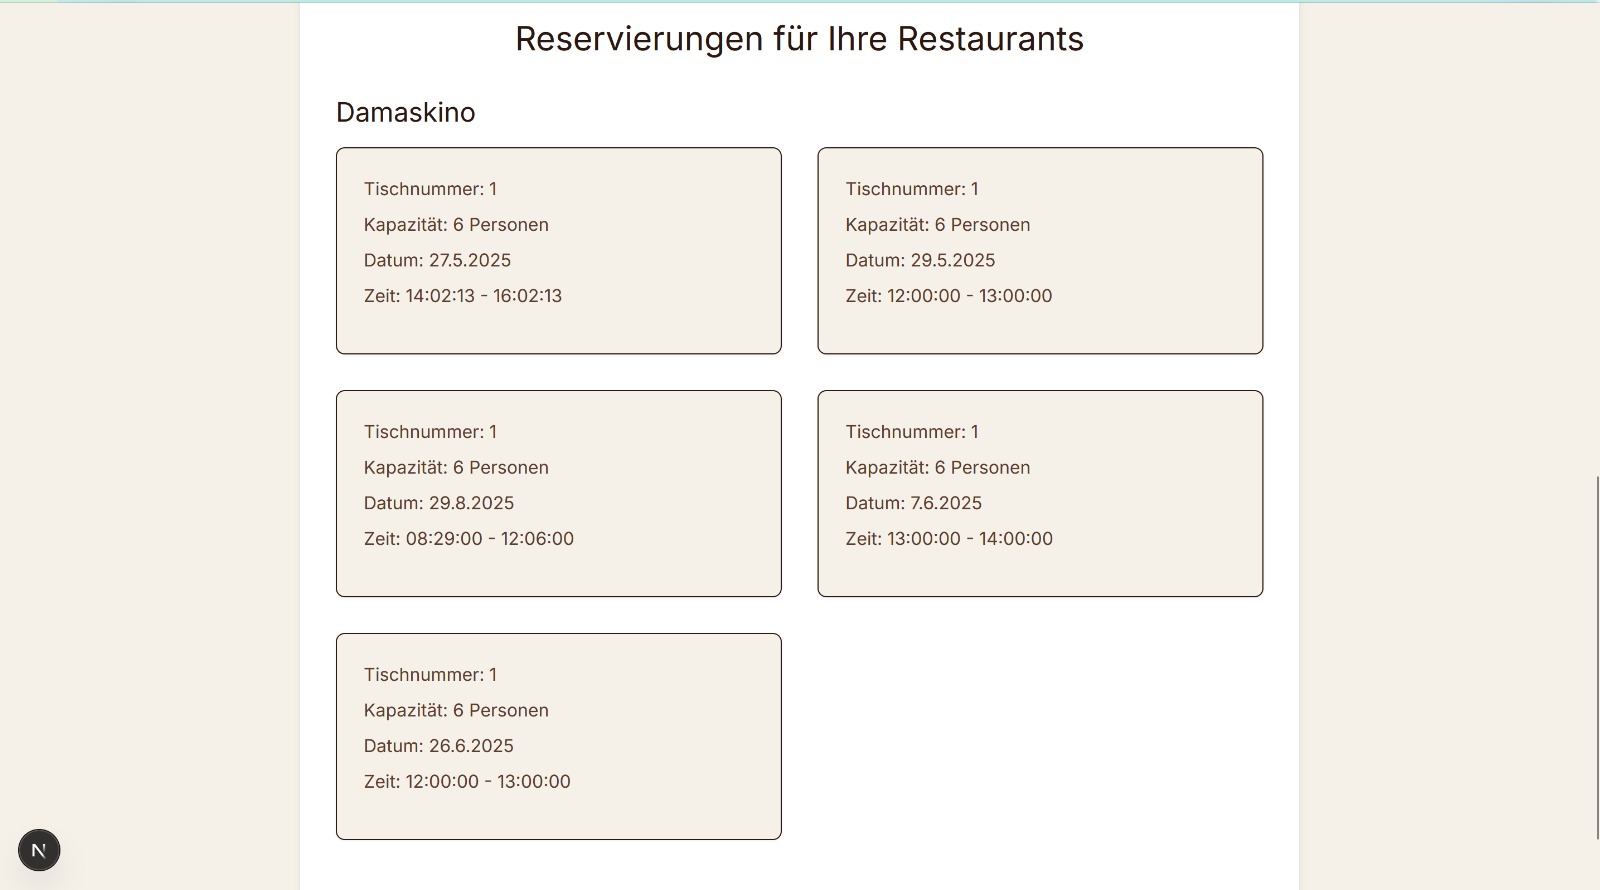 Reservierungen für Ihre Restaurants
Damaskino
Tischnummer: 1
Kapazität: 6 Personen
Datum: 27.5.2025
Zeit: 14:02:13 - 16:02:13
Tischnummer: 1
Kapazität: 6 Personen
Datum: 29.5.2025
Zeit: 12:00:00 - 13:00:00
Tischnummer: 1
Kapazität: 6 Personen
Datum: 29.8.2025
Zeit: 08:29:00 - 12:06:00
Tischnummer: 1
Kapazität: 6 Personen
Datum: 7.6.2025
Zeit: 13:00:00 - 14:00:00
Tischnummer: 1
Kapazität: 6 Personen
Datum: 26.6.2025
Zeit: 12:00:00 - 13:00:00
N